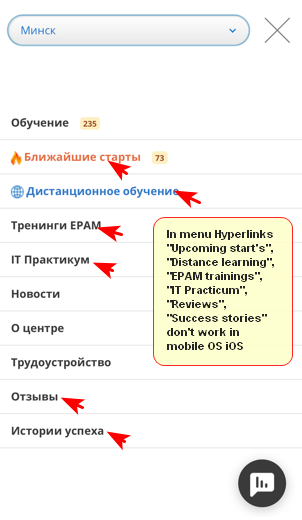 Минск
Обучение 235
Ближайшие старты 73
Дистанционное обучение
Тренинги EPAM
IT Практикум
Новости
О центре
Трудоустройство
Отзывы
Истории успеха
In menu Hyperlinks
"Upcoming start's",
"Distance learning",
"EPAM trainings",
"IT Practicum",
"Reviews",
"Success stories"
don't work in
mobile OS iOS